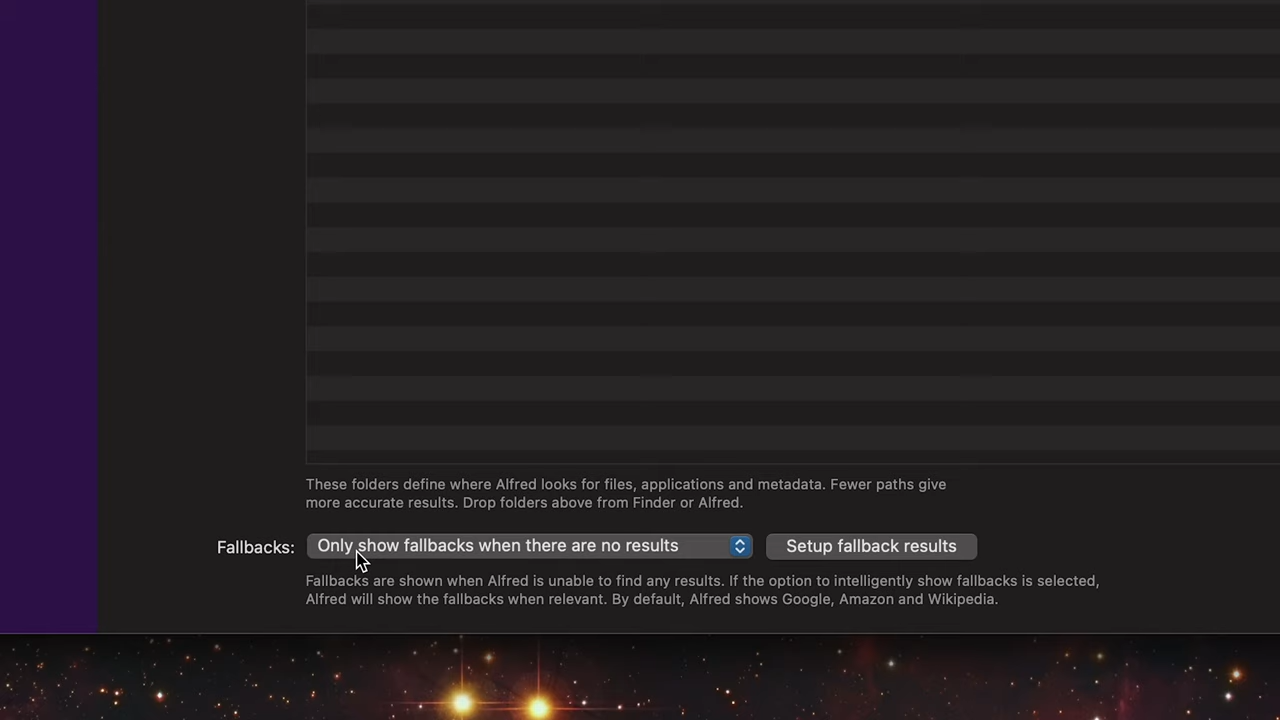 These folders define where Alfred looks for files, applications and metadata. Fewer paths give
more accurate results. Drop folders above from Finder or Alfred.
Fallbacks: Only show fallbacks when there are no results Setup fallback results
Fallbacks are shown when Alfred is unable to find any results. If the option to intelligently show fallbacks is selected,
Alfred will show the fallbacks when relevant. By default, Alfred shows Google, Amazon and Wikipedia.